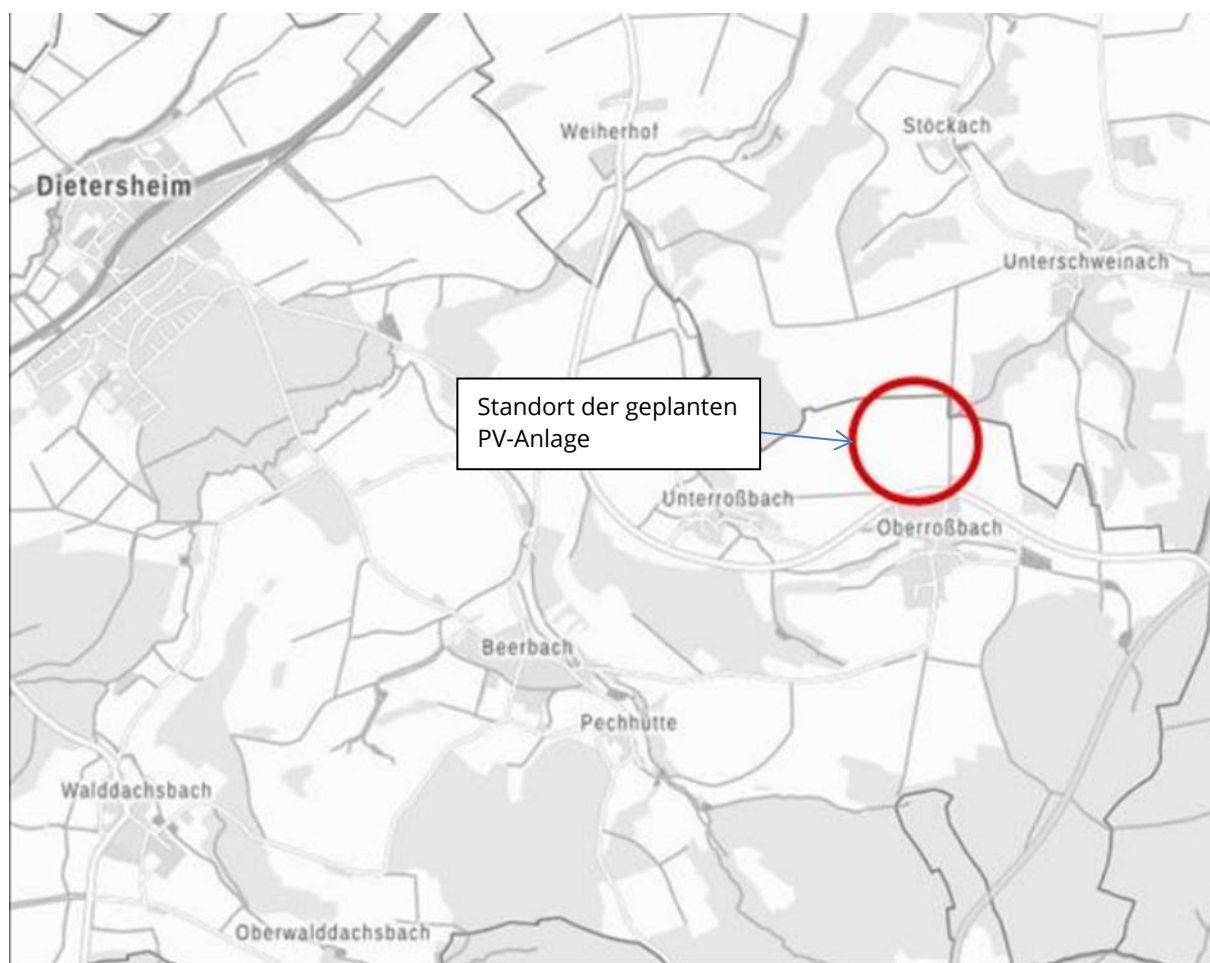 Weiherhof
Stöckach
Dietersheim
Unterschweinach
Standort der geplanten
PV-Anlage
Unterroßbach
Oberroßbach
Beerbach
Pechhütte
Walddachsbach
Oberwalddachsbach